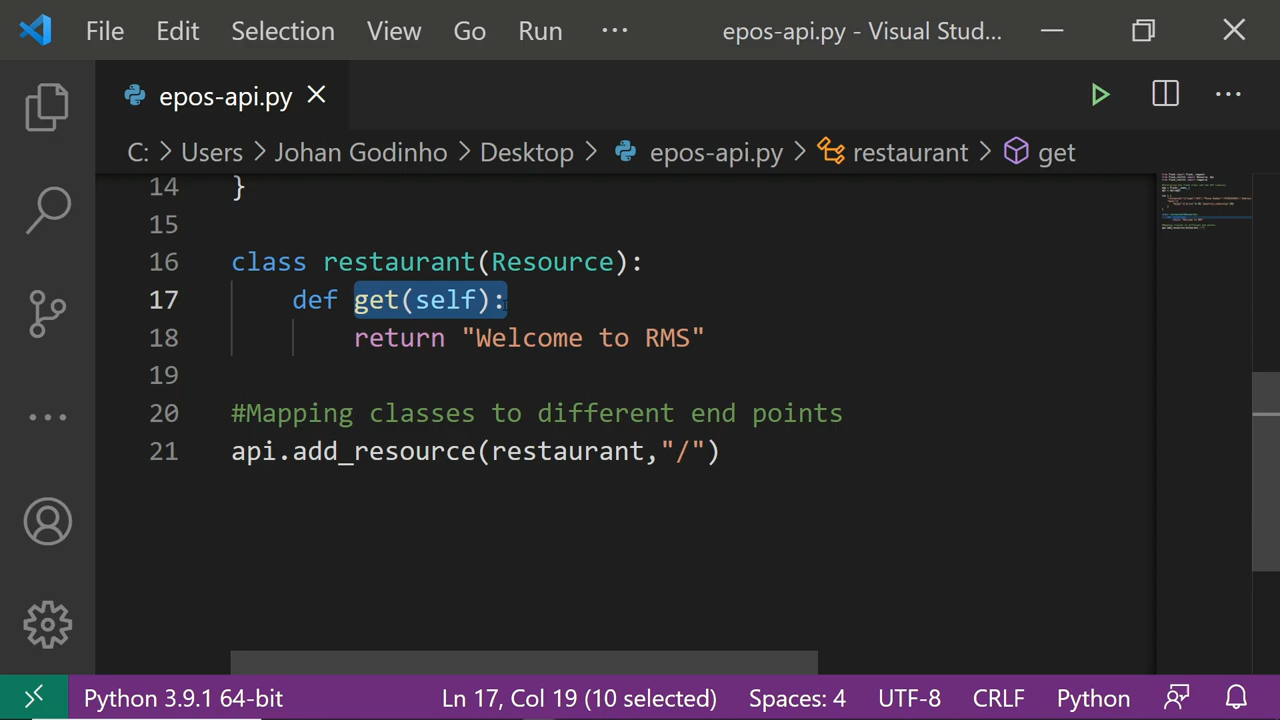 File Edit Selection View Go Run ··· epos-api.py - Visual Stud...
epos-api.py
C: > Users > Johan Godinho > Desktop > epos-api.py > restaurant > get
14 }
15
16 class restaurant(Resource):
17 def get(self):
18 return "Welcome to RMS"
19
20 #Mapping classes to different end points
21 api.add_resource(restaurant,"/")
Python 3.9.1 64-bit Ln 17, Col 19 (10 selected) Spaces: 4 UTF-8 CRLF Python